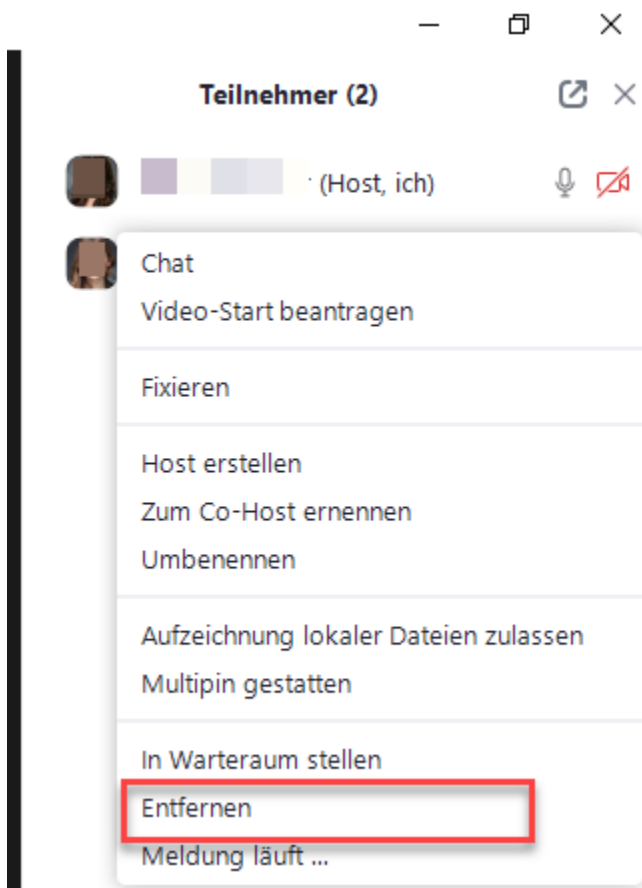 Teilnehmer (2)
(Host, ich)
Chat
Video-Start beantragen
Fixieren
Host erstellen
Zum Co-Host ernennen
Umbenennen
Aufzeichnung lokaler Dateien zulassen
Multipin gestatten
In Warteraum stellen
Entfernen
Meldung läuft ...